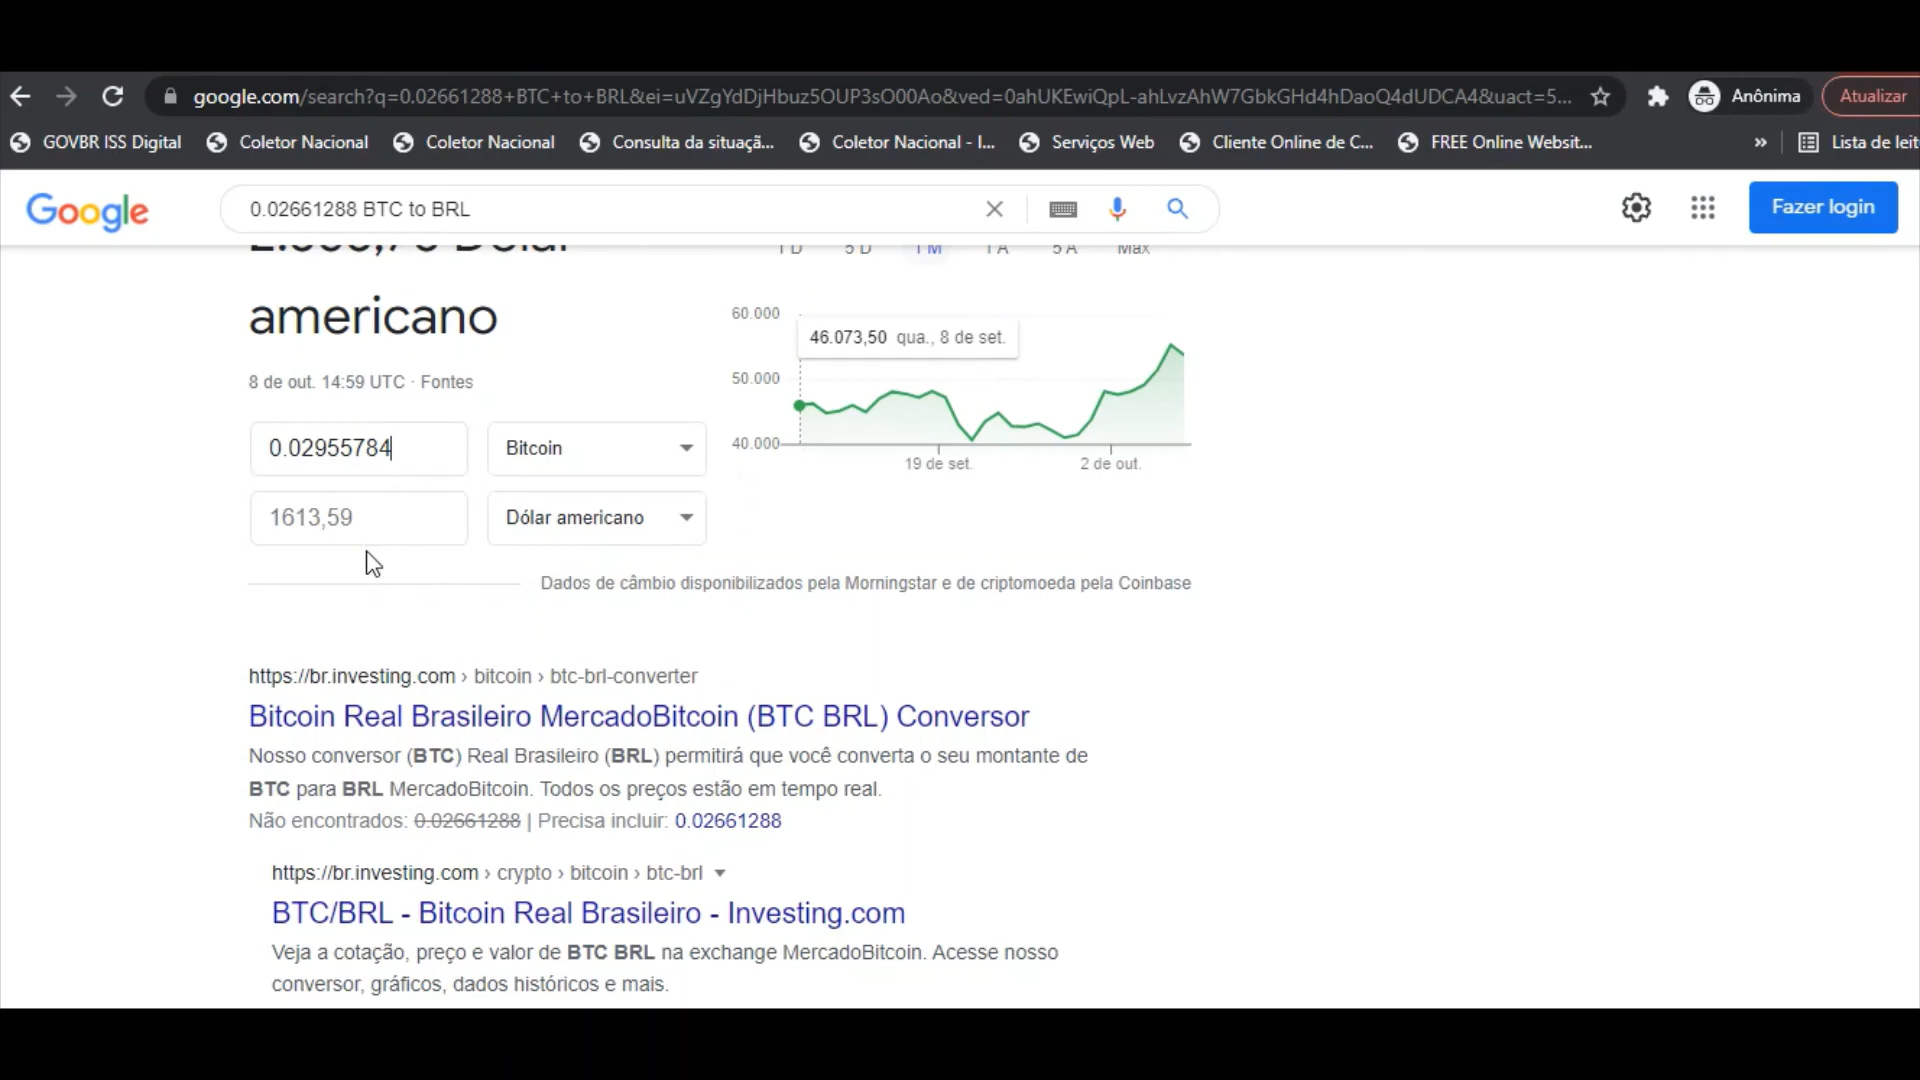 google.com/search?q=0.02661288+BTC+to+BRL&ei=uVZgYdDjHbuz5OUP3sO00Ao&ved=0ahUKEwiQpL-ahLvzAhW7GbkGHd4hDaoQ4dUDCA4&uact=5...
Anônima
Atualizar
GOVBR ISS Digital
Coletor Nacional
Coletor Nacional
Consulta da situaçã...
Coletor Nacional - I...
Serviços Web
Cliente Online de C...
FREE Online Websit...
»
Lista de leit
Google
0.02661288 BTC to BRL
Fazer login
Dólar
americano
1 D
5 D
1 M
1 A
5 A
Máx
8 de out. 14:59 UTC · Fontes
0.02955784
Bitcoin
1613,59
Dólar americano
60.000
46.073,50 qua., 8 de set.
50.000
40.000
19 de set.
2 de out.
Dados de câmbio disponibilizados pela Morningstar e de criptomoeda pela Coinbase
https://br.investing.com › bitcoin › btc-brl-converter
Bitcoin Real Brasileiro MercadoBitcoin (BTC BRL) Conversor
Nosso conversor (BTC) Real Brasileiro (BRL) permitirá que você converta o seu montante de
BTC para BRL MercadoBitcoin. Todos os preços estão em tempo real.
Não encontrados: 0.02661288 | Precisa incluir: 0.02661288
https://br.investing.com › crypto › bitcoin › btc-brl
BTC/BRL - Bitcoin Real Brasileiro - Investing.com
Veja a cotação, preço e valor de BTC BRL na exchange MercadoBitcoin. Acesse nosso
conversor, gráficos, dados históricos e mais.